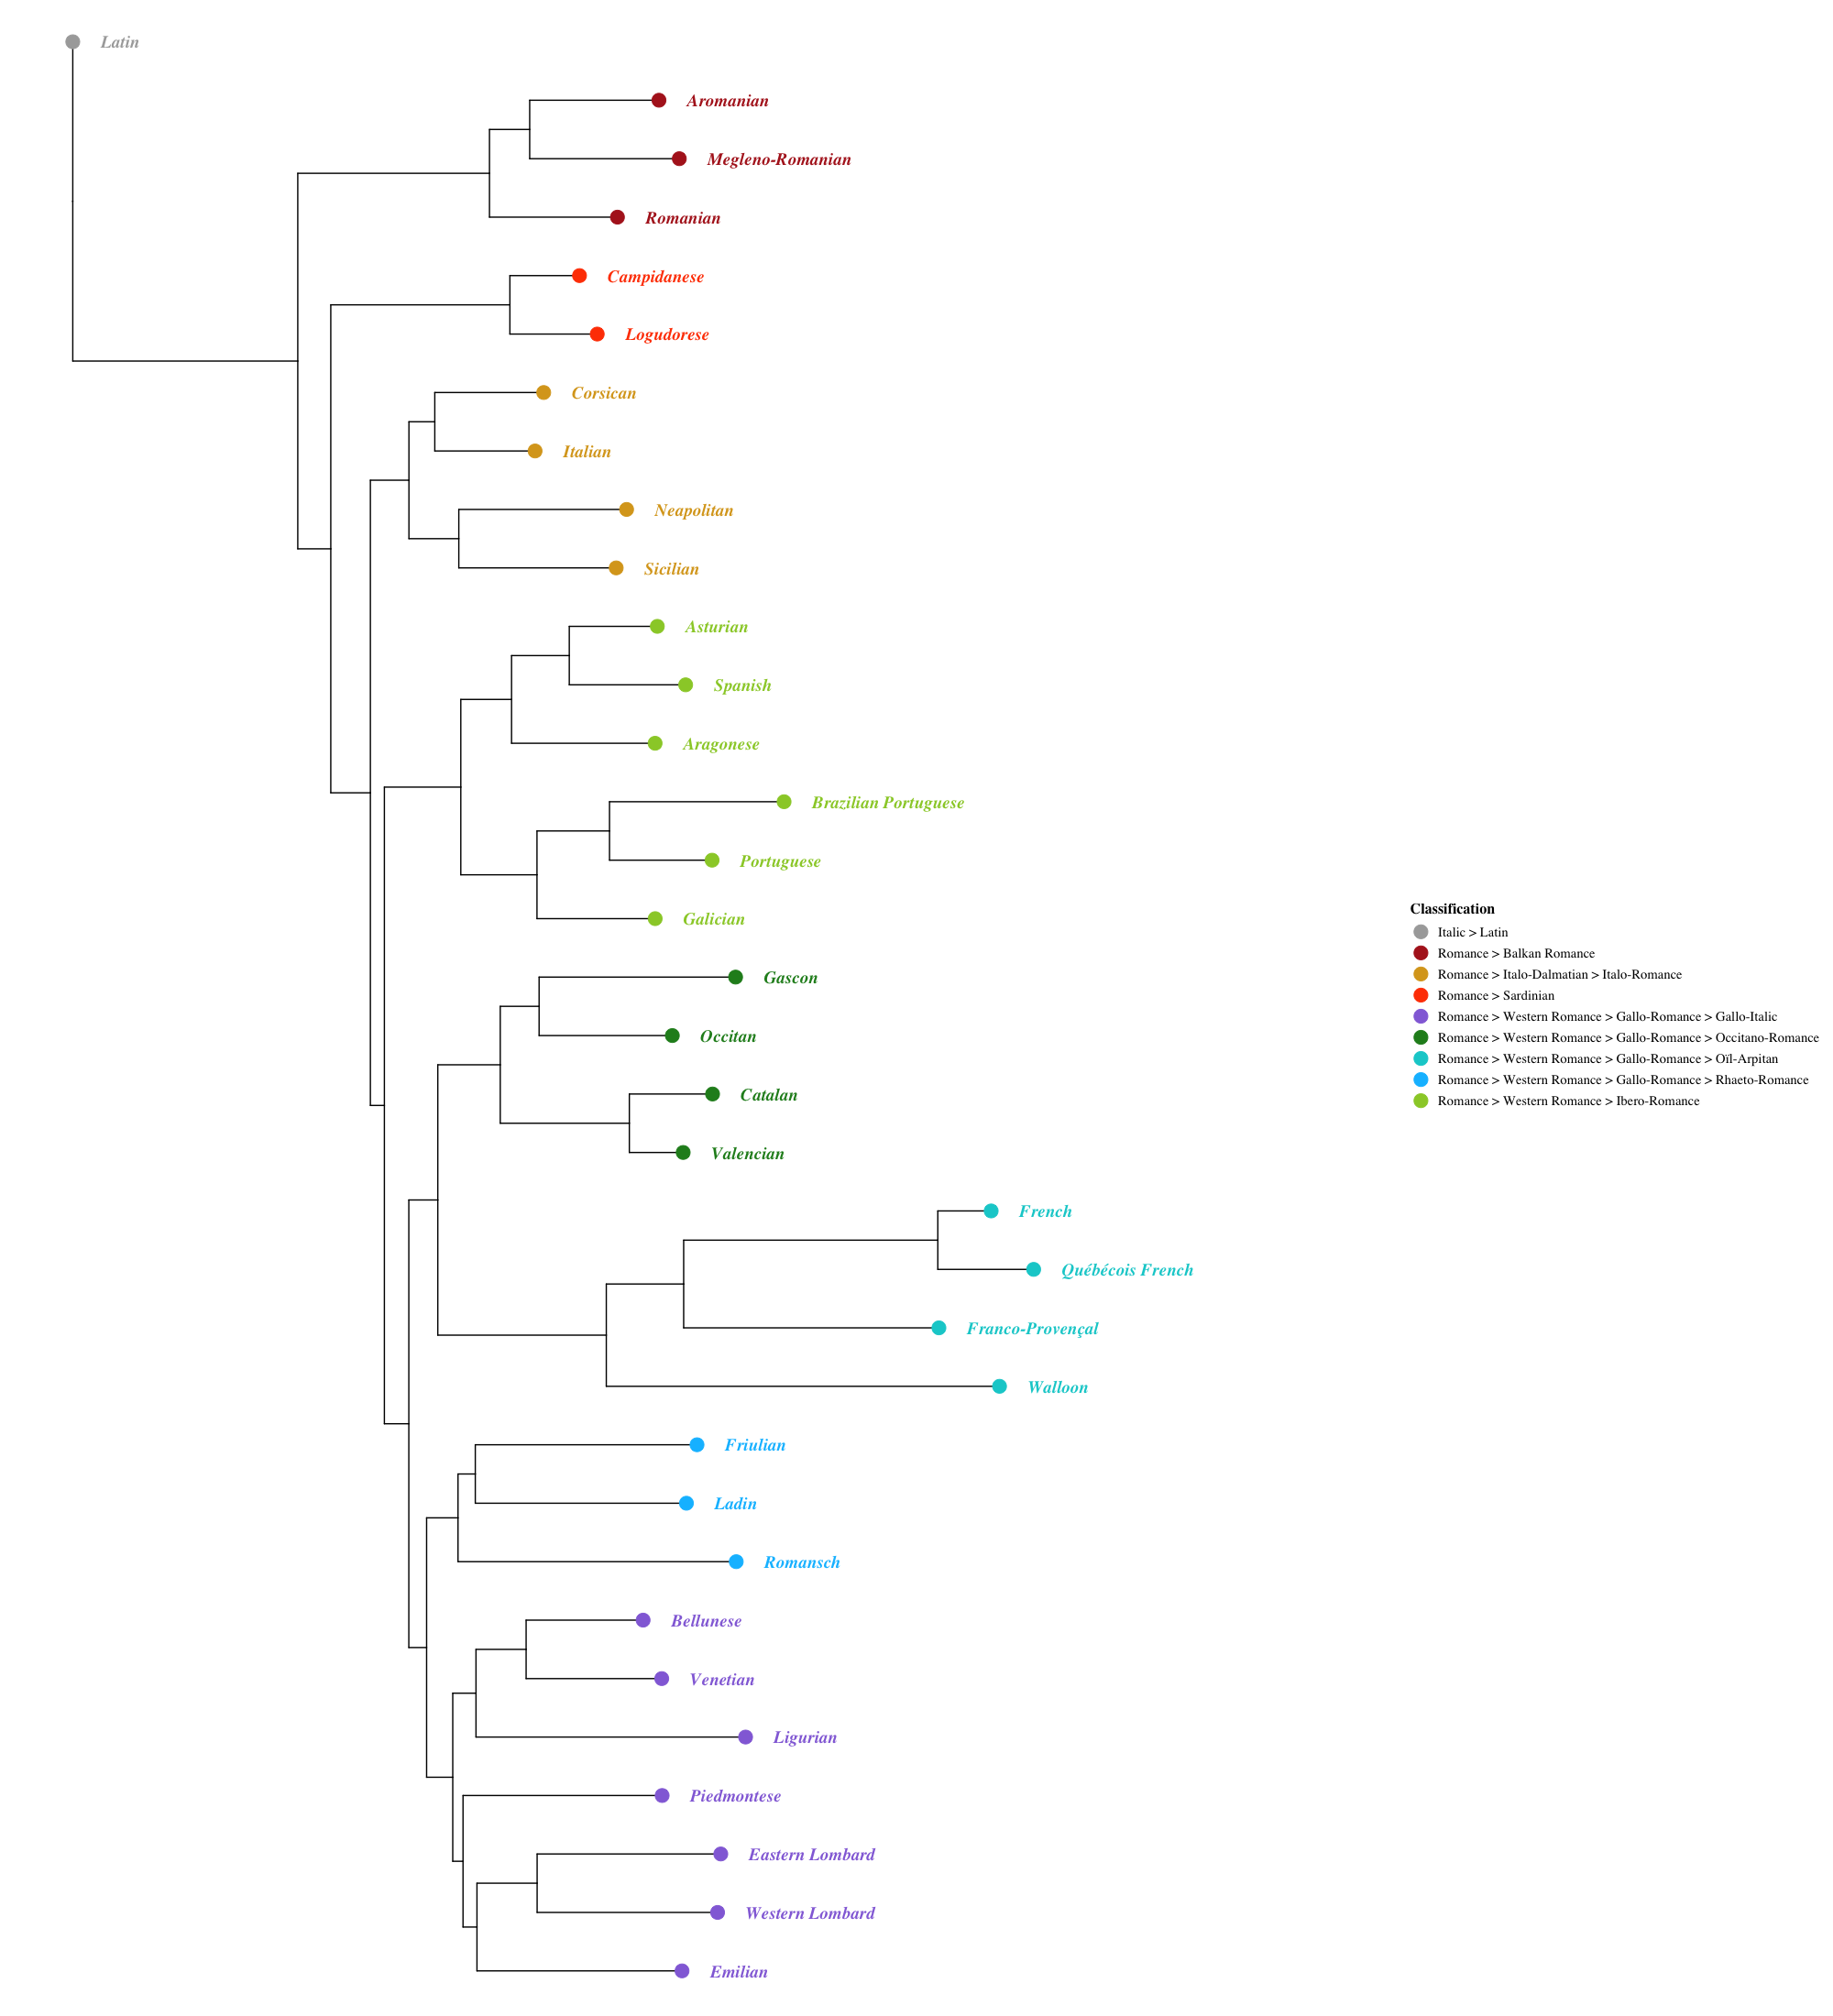 Latin
Aromanian
Megleno-Romanian
Romanian
Campidanese
Logudorese
Corsican
Italian
Neapolitan
Sicilian
Asturian
Spanish
Aragonese
Brazilian Portuguese
Portuguese
Galician
Gascon
Occitan
Catalan
Valencian
French
Québécois French
Franco-Provençal
Walloon
Friulian
Ladin
Romansch
Bellunese
Venetian
Ligurian
Piedmontese
Eastern Lombard
Western Lombard
Emilian
Classification
Italic > Latin
Romance > Balkan Romance
Romance > Italo-Dalmatian > Italo-Romance
Romance > Sardinian
Romance > Western Romance > Gallo-Romance > Gallo-Italic
Romance > Western Romance > Gallo-Romance > Occitano-Romance
Romance > Western Romance > Gallo-Romance > Oïl-Arpitan
Romance > Western Romance > Gallo-Romance > Rhaeto-Romance
Romance > Western Romance > Ibero-Romance